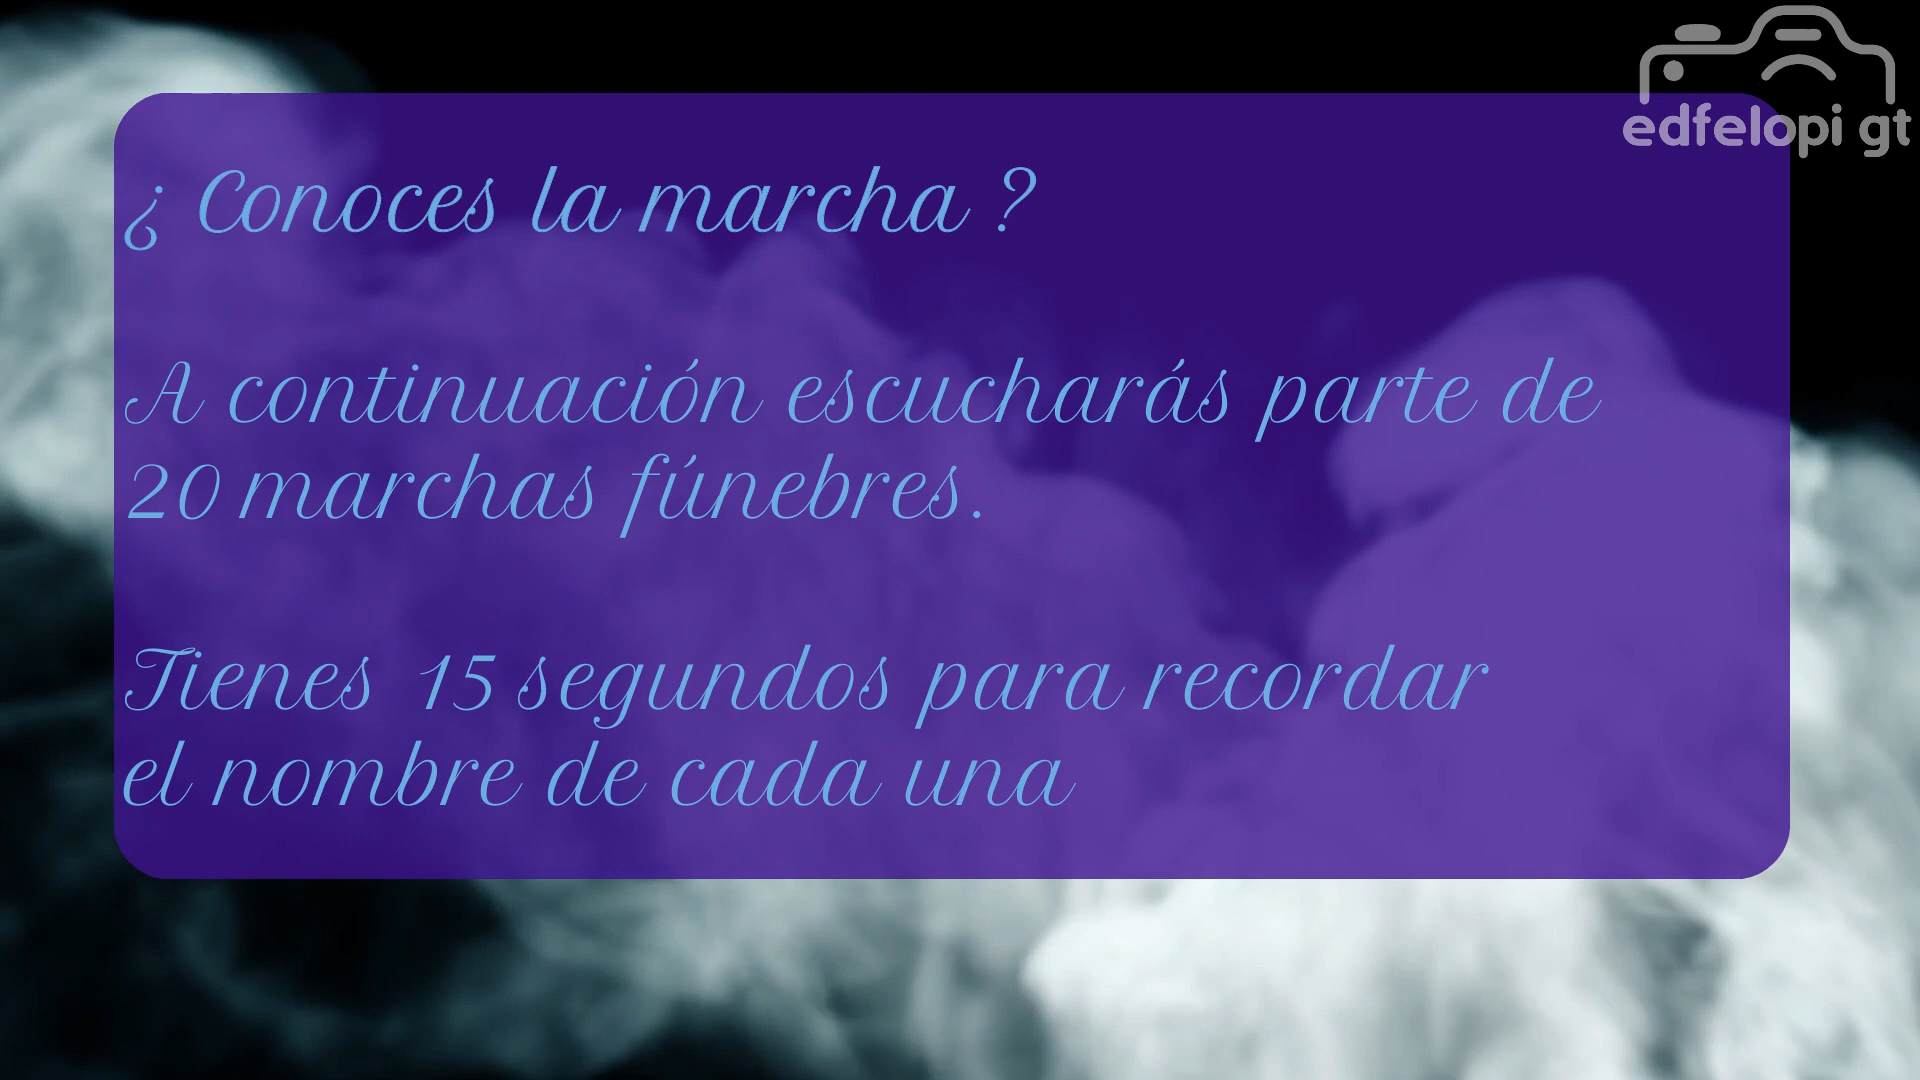 edfelopi gt
¿ Conoces la marcha ?
A continuación escucharás parte de
20 marchas fúnebres.
Tienes 15 segundos para recordar
el nombre de cada una